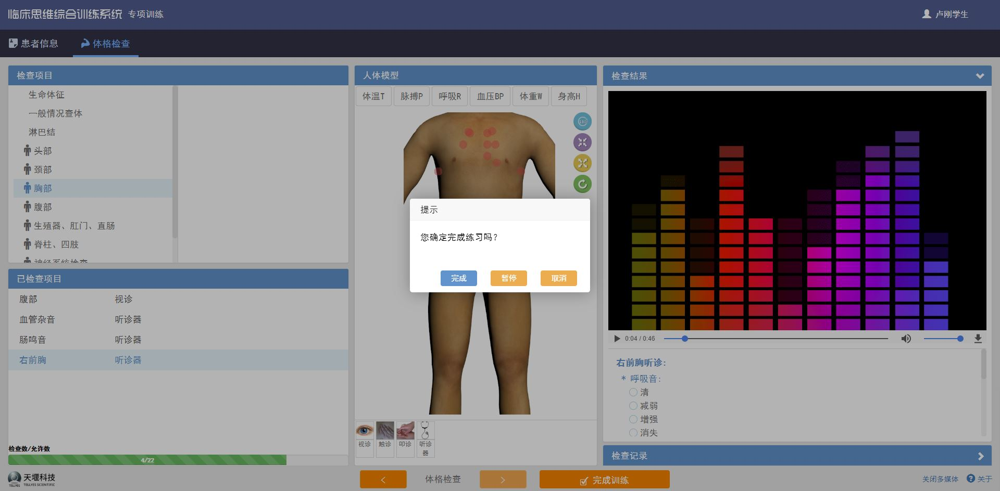 临床思维综合训练系统 专项训练
卢刚学生
患者信息 体格检查
检查项目
生命体征
一般情况查体
淋巴结
头部
颈部
胸部
腹部
生殖器、肛门、直肠
脊柱、四肢
神经系统检查
已检查项目
腹部 视诊
血管杂音 听诊器
肠鸣音 听诊器
右前胸 听诊器
检查数/允许数
4/22
人体模型
体温T 脉搏P 呼吸R 血压BP 体重W 身高H
180
提示
您确定完成练习吗?
完成 暂停 取消
视诊 触诊 叩诊 听诊
器
检查结果
0:04 / 0:46
右前胸听诊:
* 呼吸音:
清
减弱
增强
消失
检查记录
天堰科技
TELLYES SCIENTIFIC
TELLYES
< 体格检查 > 完成训练
关闭多媒体 ? 关于